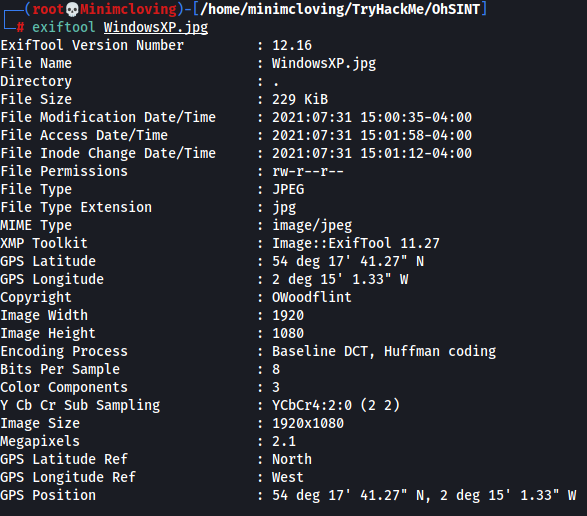 ┌──(root💀Minimcloving)-[/home/minimcloving/TryHackMe/OhSINT]
└─# exiftool WindowsXP.jpg
ExifTool Version Number : 12.16
File Name : WindowsXP.jpg
Directory : .
File Size : 229 KiB
File Modification Date/Time : 2021:07:31 15:00:35-04:00
File Access Date/Time : 2021:07:31 15:01:58-04:00
File Inode Change Date/Time : 2021:07:31 15:01:12-04:00
File Permissions : rw-r--r--
File Type : JPEG
File Type Extension : jpg
MIME Type : image/jpeg
XMP Toolkit : Image::ExifTool 11.27
GPS Latitude : 54 deg 17' 41.27" N
GPS Longitude : 2 deg 15' 1.33" W
Copyright : OWoodflint
Image Width : 1920
Image Height : 1080
Encoding Process : Baseline DCT, Huffman coding
Bits Per Sample : 8
Color Components : 3
Y Cb Cr Sub Sampling : YCbCr4:2:0 (2 2)
Image Size : 1920x1080
Megapixels : 2.1
GPS Latitude Ref : North
GPS Longitude Ref : West
GPS Position : 54 deg 17' 41.27" N, 2 deg 15' 1.33" W